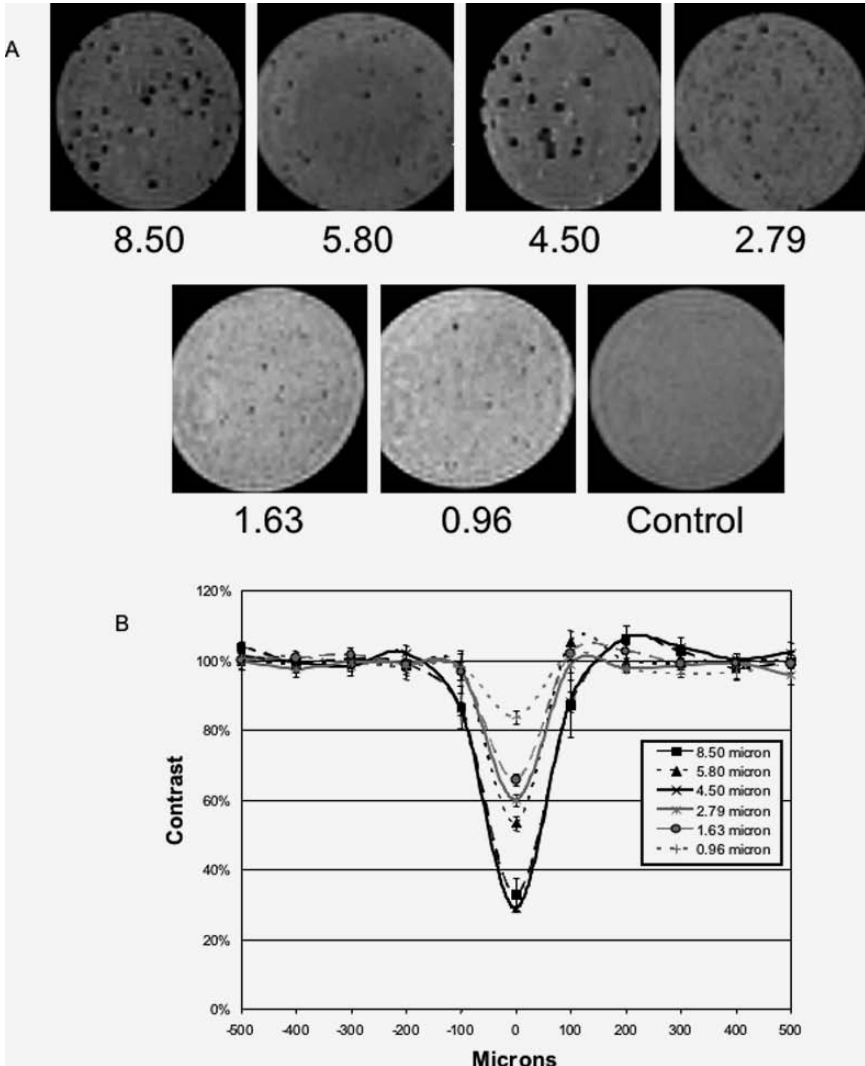 A
8.50 5.80 4.50 2.79
1.63 0.96 Control
B
120%
100%
80%
60%
40%
20%
0%
Contrast
8.50 micron
5.80 micron
4.50 micron
2.79 micron
1.63 micron
0.96 micron
-500 -400 -300 -200 -100 0 100 200 300 400 500
Microns